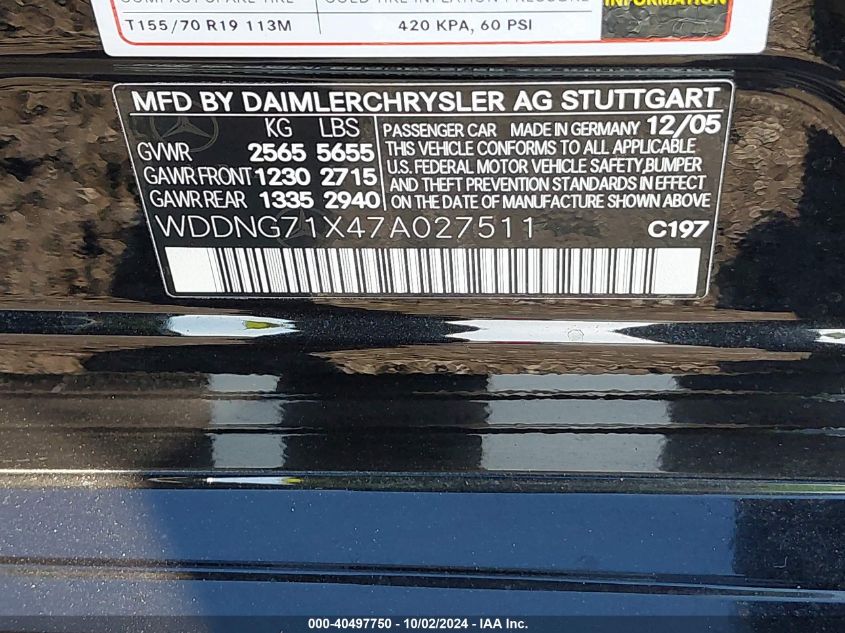 T155/70 R19 113M 420 KPA, 60 PSI
INFORMATION
MFD BY DAIMLERCHRYSLER AG STUTTGART
KG LBS
GVWR 2565 5655
GAWR FRONT 1230 2715
GAWR REAR 1335 2940
PASSENGER CAR MADE IN GERMANY 12/05
THIS VEHICLE CONFORMS TO ALL APPLICABLE
U.S. FEDERAL MOTOR VEHICLE SAFETY,BUMPER
AND THEFT PREVENTION STANDARDS IN EFFECT
ON THE DATE OF MANUFACTURE SHOWN ABOVE
WDDNG71X47A027511 C197
000-40497750 - 10/02/2024 - IAA Inc.